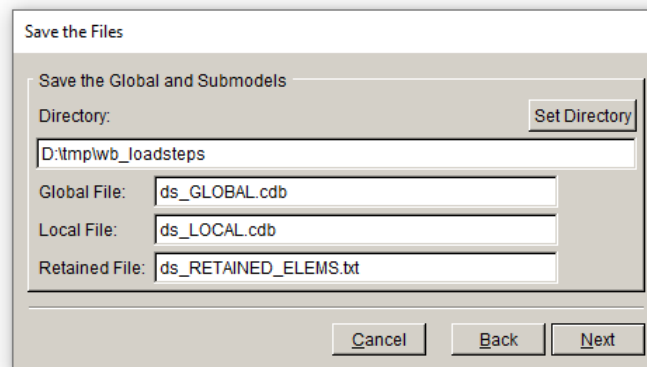 Save the Files
Save the Global and Submodels
Directory: Set Directory
D:\tmp\wb_loadsteps
Global File: ds_GLOBAL.cdb
Local File: ds_LOCAL.cdb
Retained File: ds_RETAINED_ELEMS.txt
Cancel Back Next